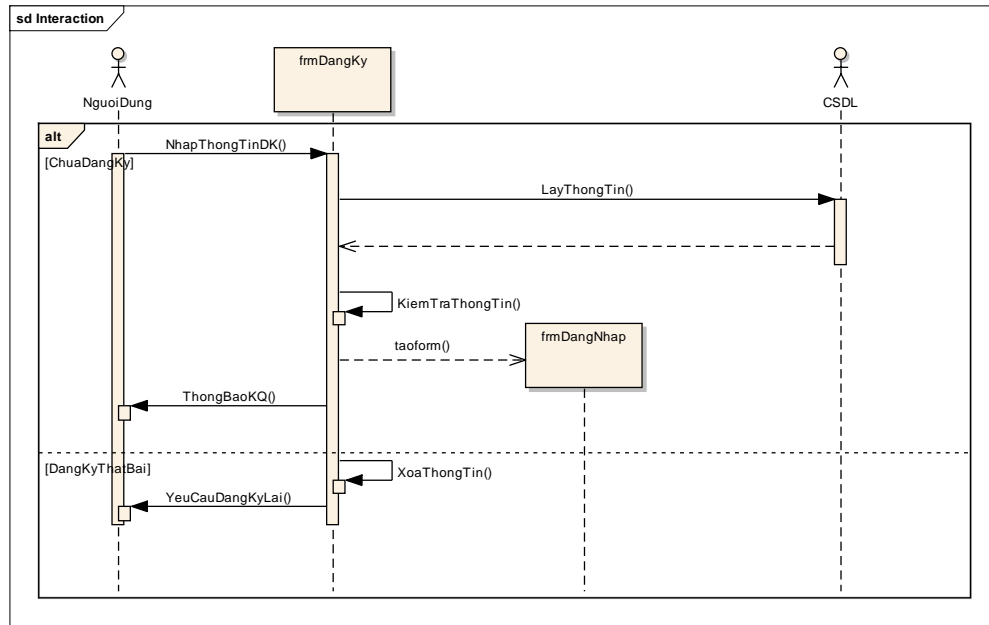 sd Interaction
frmDangKy
NguoiDung
CSDL
alt
[ChuaDangKy]
NhapThongTinDK()
LayThongTin()
KiemTraThongTin()
frmDangNhap
taoform()
ThongBaoKQ()
[DangKyThatBai]
XoaThongTin()
YeuCauDangKyLai()